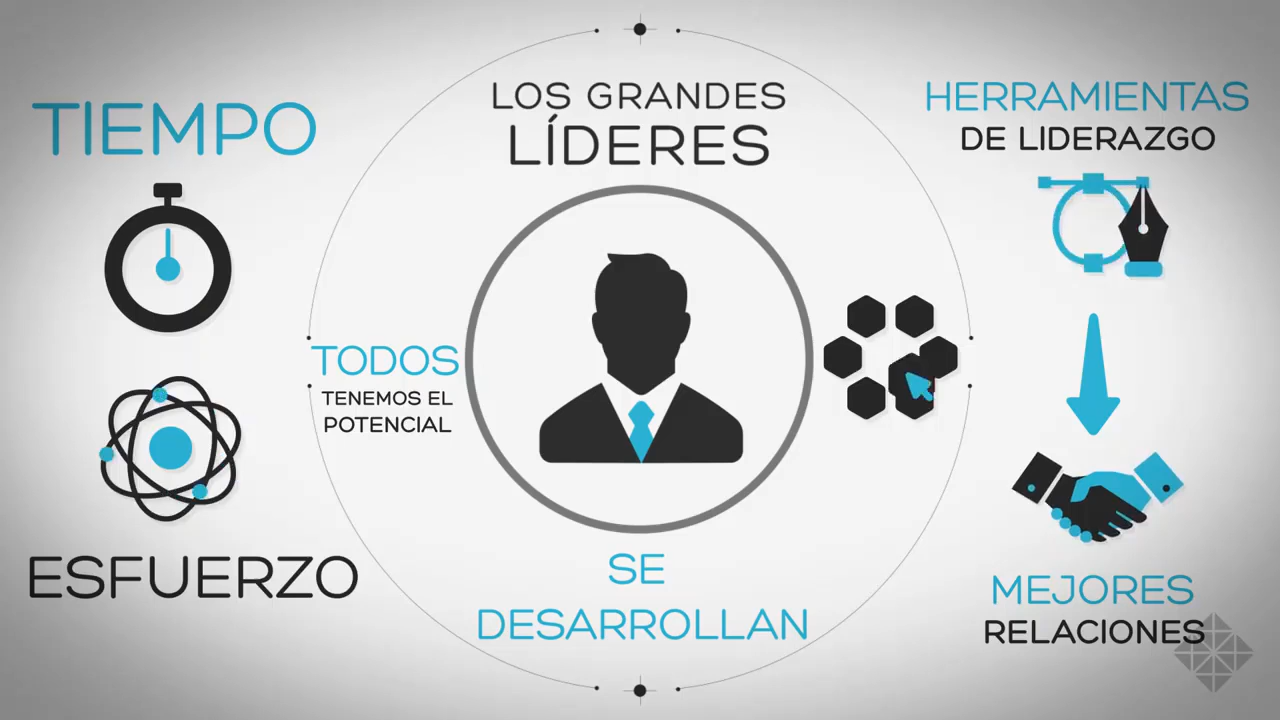 TIEMPO
ESFUERZO
LOS GRANDES
LÍDERES
TODOS
TENEMOS EL
POTENCIAL
SE
DESARROLLAN
HERRAMIENTAS
DE LIDERAZGO
MEJORES
RELACIONES